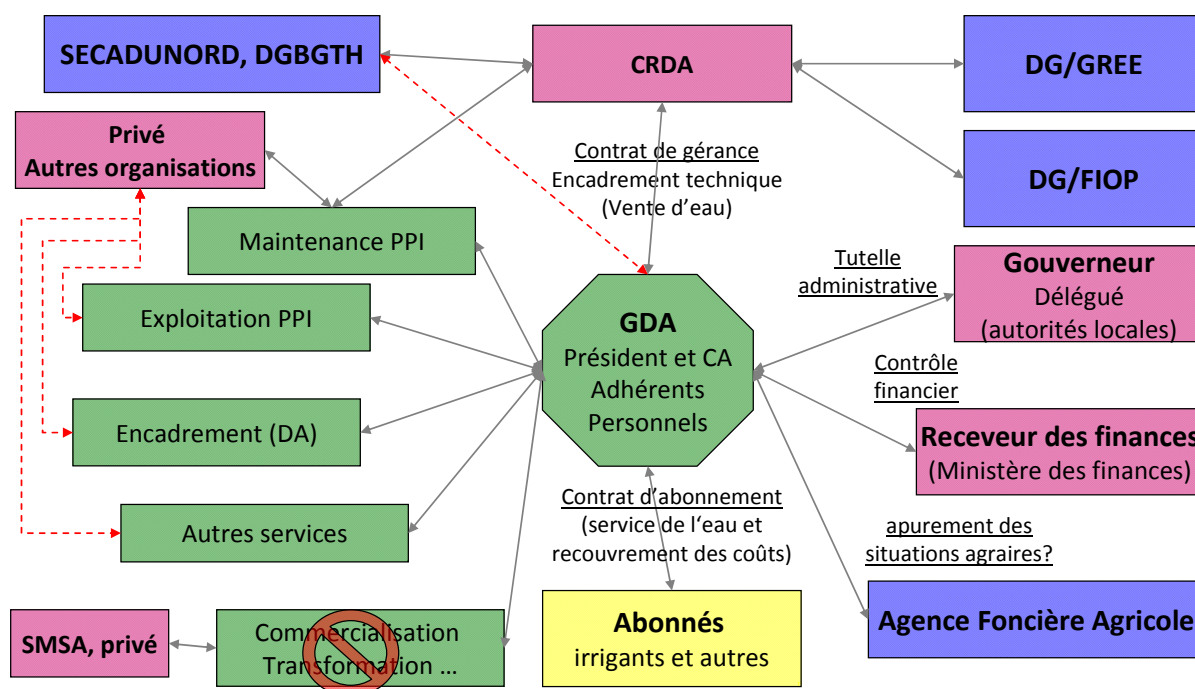 SECADUNORD, DGBGTH
CRDA
DG/GREE
Privé
Autres organisations
Contrat de gérance
Encadrement technique
(Vente d’eau)
DG/FIOP
Maintenance PPI
Tutelle
administrative
Gouverneur
Délégué
(autorités locales)
Exploitation PPI
GDA
Président et CA
Adhérents
Personnels
Contrôle
financier
Encadrement (DA)
Receveur des finances
(Ministère des finances)
Autres services
Contrat d’abonnement
(service de l‘eau et
recouvrement des coûts)
apurement des
situations agraires?
SMSA, privé
Commercialisation
Transformation ...
Abonnés
irrigants et autres
Agence Foncière Agricole